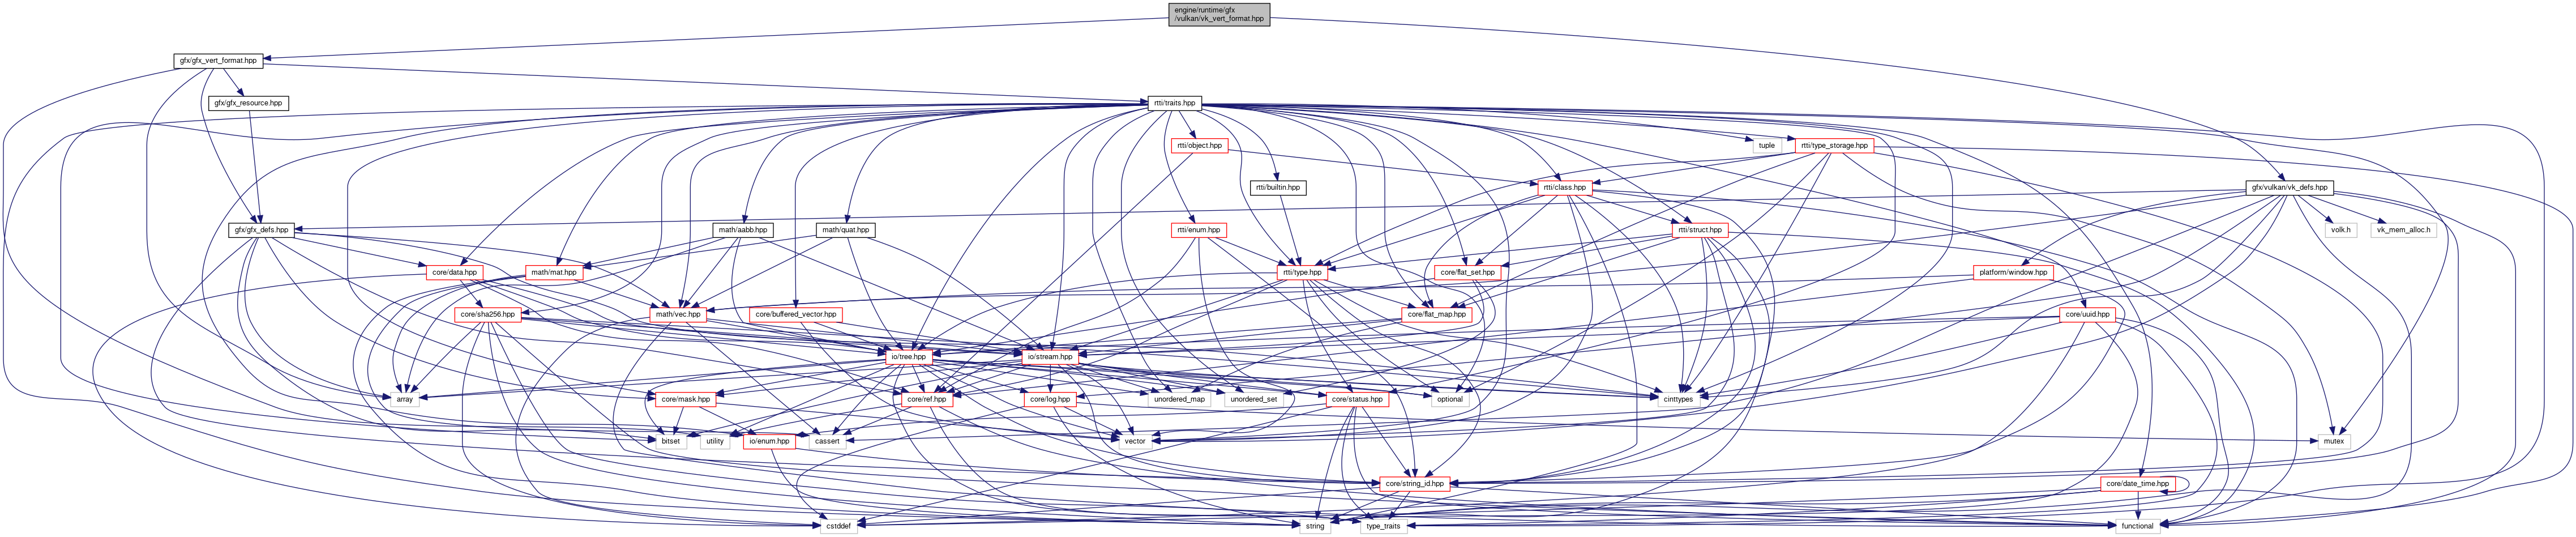 engine/runtime/gfx
/vulkan/vk_vert_format.hpp
gfx/gfx_vert_format.hpp
gfx/gfx_resource.hpp
rtti/traits.hpp
rtti/object.hpp
tuple
rtti/type_storage.hpp
rtti/builtin.hpp
rtti/class.hpp
gfx/vulkan/vk_defs.hpp
gfx/gfx_defs.hpp
math/aabb.hpp
math/quat.hpp
rtti/enum.hpp
rtti/struct.hpp
volk.h
vk_mem_alloc.h
core/data.hpp
math/mat.hpp
rtti/type.hpp
core/flat_set.hpp
platform/window.hpp
core/sha256.hpp
math/vec.hpp
core/buffered_vector.hpp
core/flat_map.hpp
core/uuid.hpp
io/tree.hpp
io/stream.hpp
array
core/mask.hpp
core/ref.hpp
core/log.hpp
unordered_map
unordered_set
core/status.hpp
optional
cinttypes
bitset
utility
io/enum.hpp
cassert
vector
mutex
core/string_id.hpp
core/date_time.hpp
cstddef
string
type_traits
functional